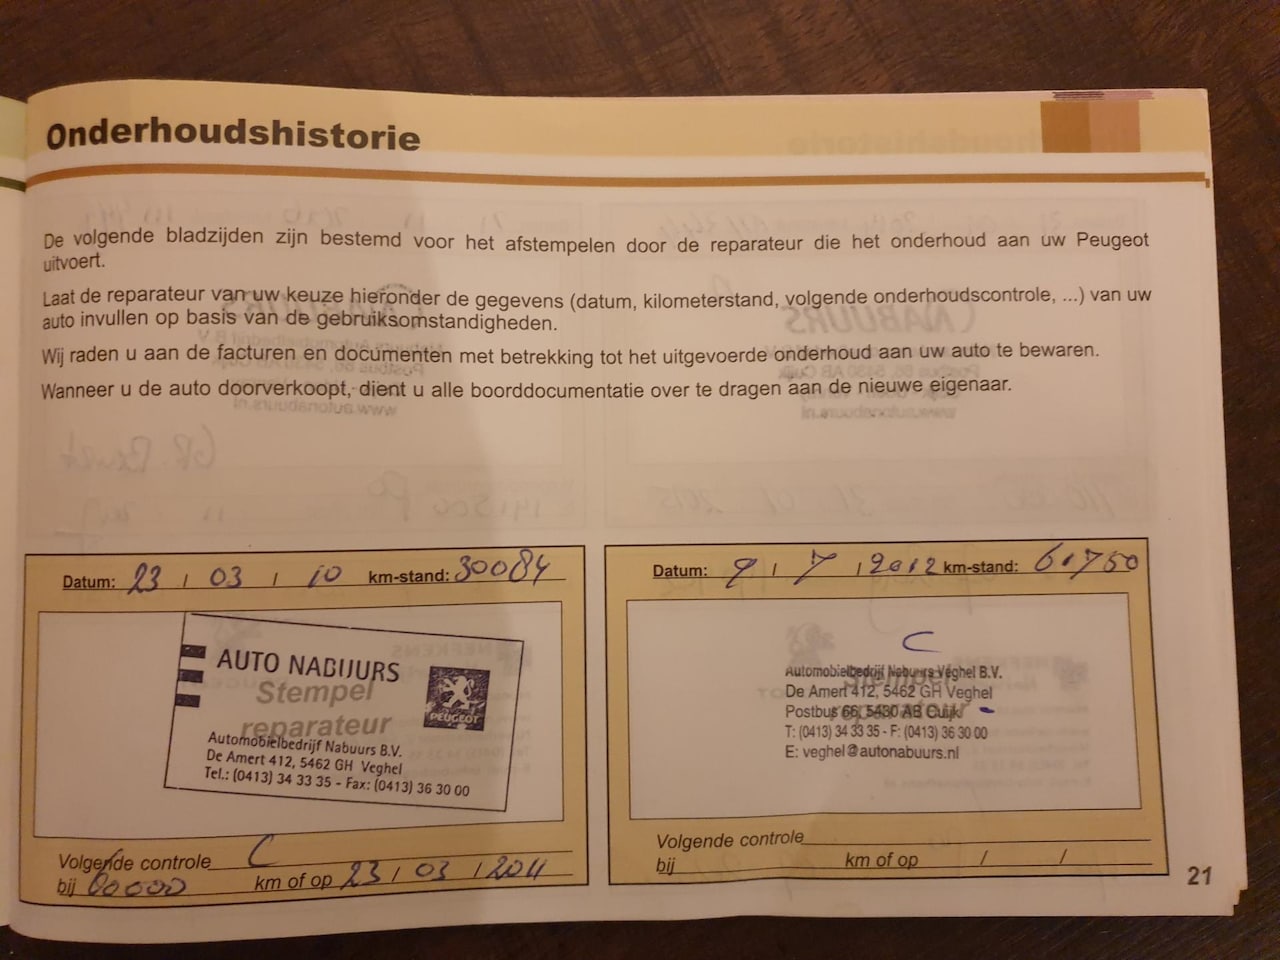 Onderhoudshistorie
De volgende bladzijden zijn bestemd voor het afstempelen door de reparateur die het onderhoud aan uw Peugeot
uitvoert.
Laat de reparateur van uw keuze hieronder de gegevens (datum, kilometerstand, volgende onderhoudscontrole, ...) van uw
auto invullen op basis van de gebruiksomstandigheden.
Wij raden u aan de facturen en documenten met betrekking tot het uitgevoerde onderhoud aan uw auto te bewaren.
Wanneer u de auto doorverkoopt, dient u alle boorddocumentatie over te dragen aan de nieuwe eigenaar.
Datum: 23 / 03 / 10 km-stand: 30084
AUTO NABUURS
Stempel
reparateur
PEUGEOT
Automobielbedrijf Nabuurs B.V.
De Amert 412, 5462 GH Veghel
Tel.: (0413) 34 33 35 - Fax: (0413) 36 30 00
Volgende controle C
bij 60000 km of op 23 / 03 / 2011
Datum: 9 / 7 / 2012 km-stand: 61750
C
Automobielbedrijf Nabuurs Veghel B.V.
Stempel
De Amert 412, 5462 GH Veghel
reparateur
Postbus 66, 5430 AB Cuijk
T: (0413) 34 33 35 - F: (0413) 36 30 00
E: veghel@autonabuurs.nl
Volgende controle
bij km of op / /
21